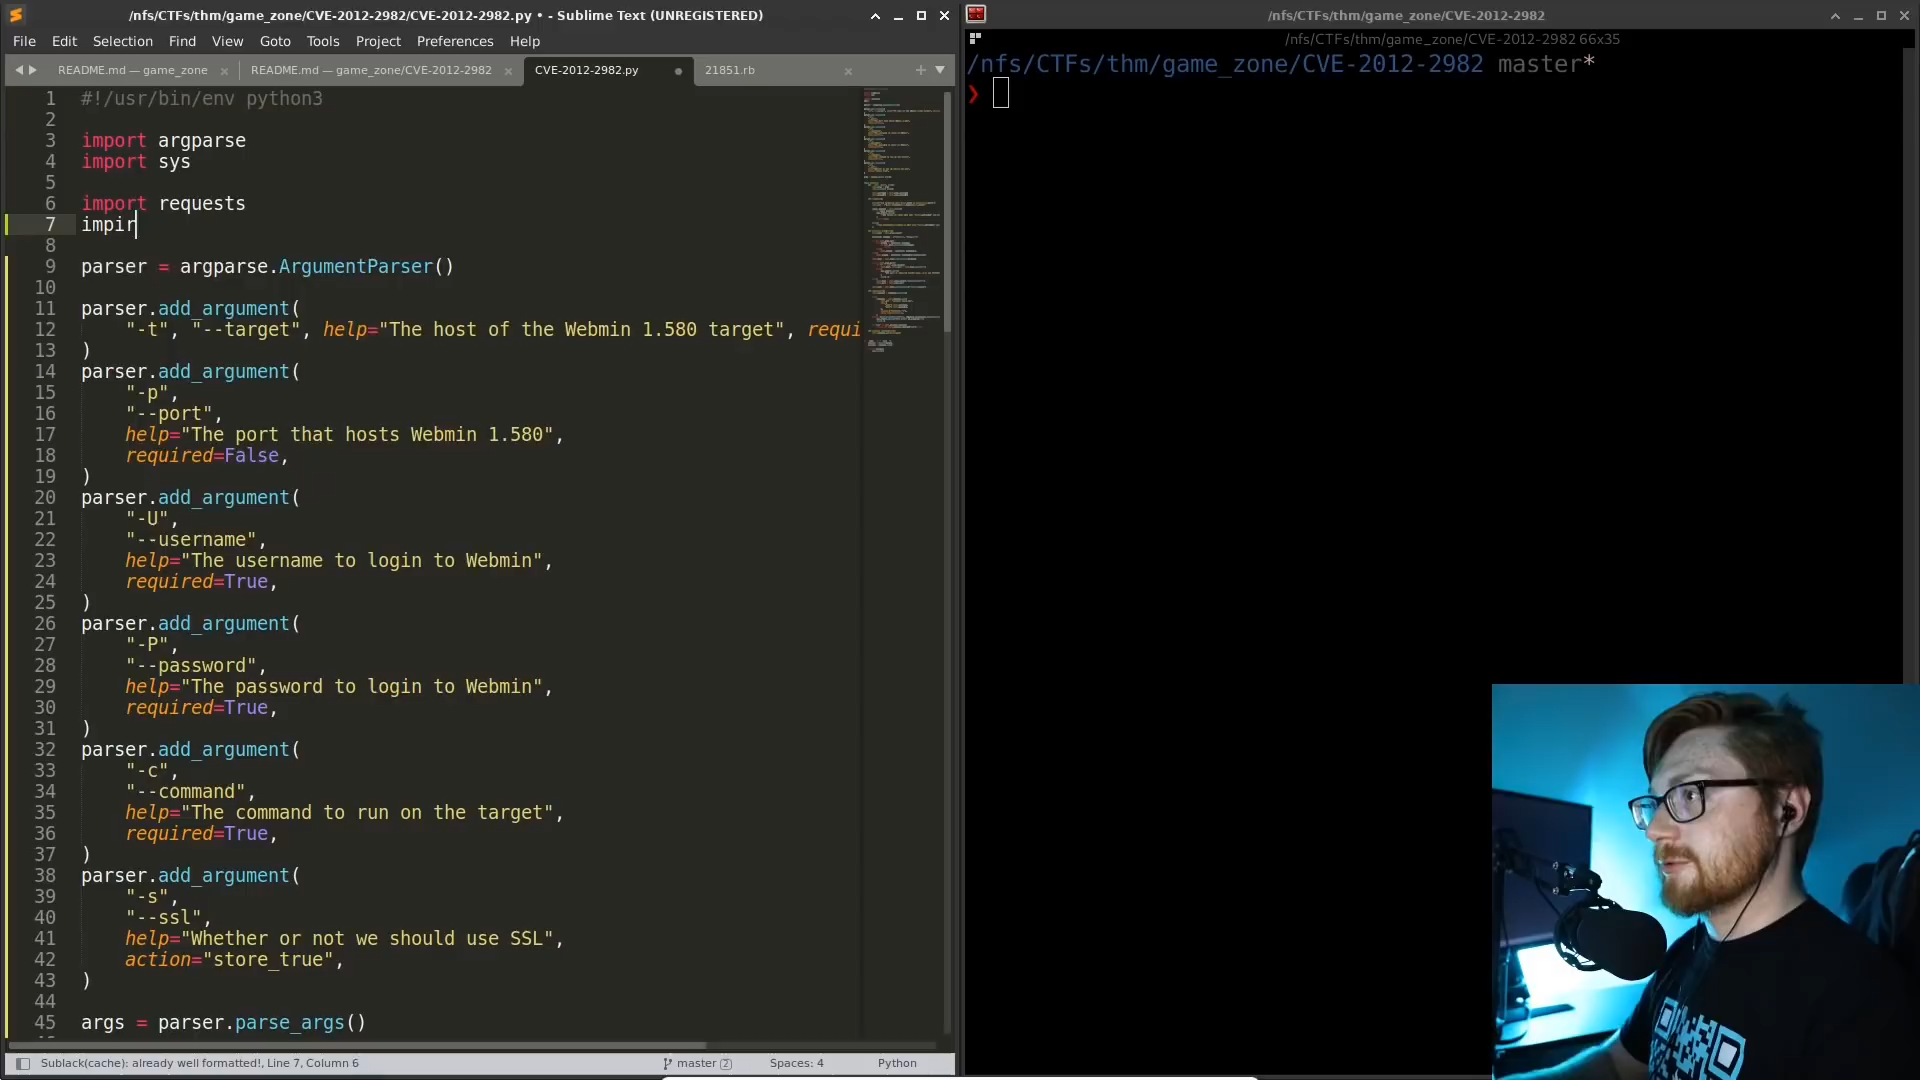 /nfs/CTFs/thm/game_zone/CVE-2012-2982/CVE-2012-2982.py • - Sublime Text (UNREGISTERED)
File Edit Selection Find View Goto Tools Project Preferences Help
README.md — game_zone × README.md — game_zone/CVE-2012-2982 × CVE-2012-2982.py 21851.rb ×
1 #!/usr/bin/env python3
2
3 import argparse
4 import sys
5
6 import requests
7 impir
8
9 parser = argparse.ArgumentParser()
10
11 parser.add_argument(
12 "-t", "--target", help="The host of the Webmin 1.580 target", requi
13 )
14 parser.add_argument(
15 "-p",
16 "--port",
17 help="The port that hosts Webmin 1.580",
18 required=False,
19 )
20 parser.add_argument(
21 "-U",
22 "--username",
23 help="The username to login to Webmin",
24 required=True,
25 )
26 parser.add_argument(
27 "-P",
28 "--password",
29 help="The password to login to Webmin",
30 required=True,
31 )
32 parser.add_argument(
33 "-c",
34 "--command",
35 help="The command to run on the target",
36 required=True,
37 )
38 parser.add_argument(
39 "-s",
40 "--ssl",
41 help="Whether or not we should use SSL",
42 action="store_true",
43 )
44
45 args = parser.parse_args()
Sublack(cache): already well formatted!, Line 7, Column 6 master 2 Spaces: 4 Python
/nfs/CTFs/thm/game_zone/CVE-2012-2982
/nfs/CTFs/thm/game_zone/CVE-2012-2982 66x35
/nfs/CTFs/thm/game_zone/CVE-2012-2982 master*
❯